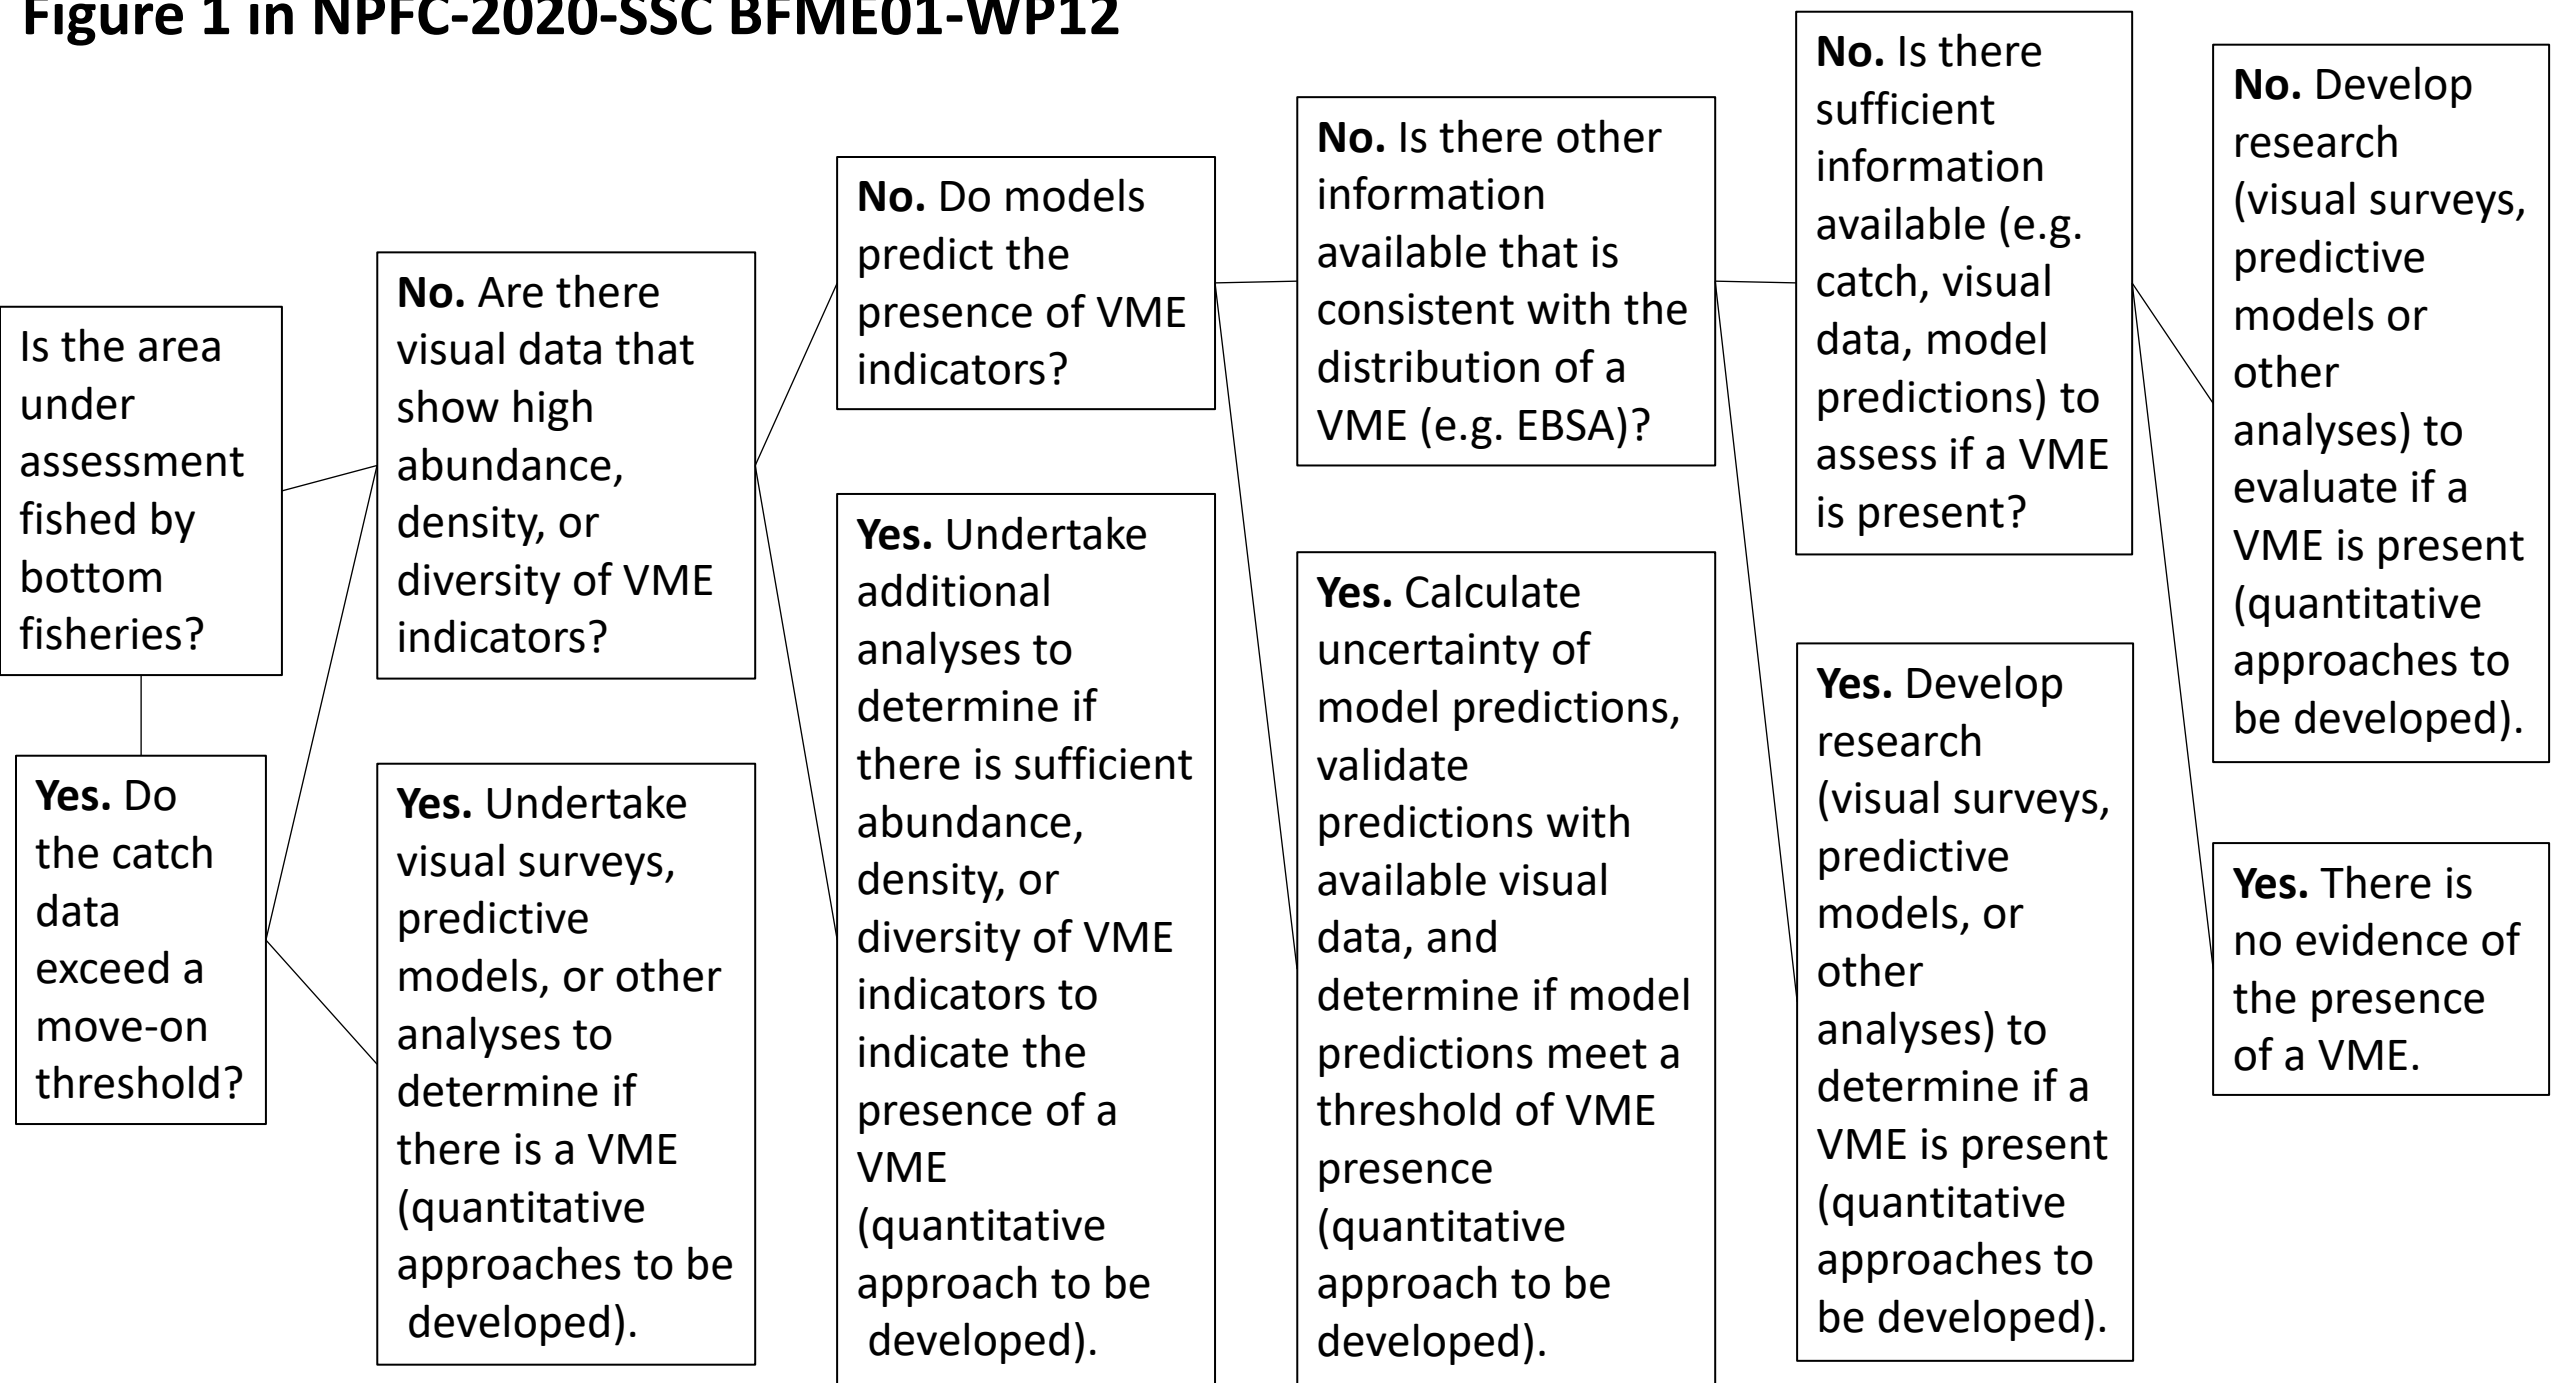 Figure 1 in NPFC-2020-SSC BFME01-WP12
Is the area
under
assessment
fished by
bottom
fisheries?
Yes. Do
the catch
data
exceed a
move-on
threshold?
No. Are there
visual data that
show high
abundance,
density, or
diversity of VME
indicators?
Yes. Undertake
visual surveys,
predictive
models, or other
analyses to
determine if
there is a VME
(quantitative
approaches to be
developed).
No. Do models
predict the
presence of VME
indicators?
Yes. Undertake
additional
analyses to
determine if
there is sufficient
abundance,
density, or
diversity of VME
indicators to
indicate the
presence of a
VME
(quantitative
approach to be
developed).
No. Is there other
information
available that is
consistent with the
distribution of a
VME (e.g. EBSA)?
Yes. Calculate
uncertainty of
model predictions,
validate
predictions with
available visual
data, and
determine if model
predictions meet a
threshold of VME
presence
(quantitative
approach to be
developed).
No. Is there
sufficient
information
available (e.g.
catch, visual
data, model
predictions) to
assess if a VME
is present?
Yes. Develop
research
(visual surveys,
predictive
models, or
other
analyses) to
determine if a
VME is present
(quantitative
approaches to
be developed).
No. Develop
research
(visual surveys,
predictive
models or
other
analyses) to
evaluate if a
VME is present
(quantitative
approaches to
be developed).
Yes. There is
no evidence of
the presence
of a VME.